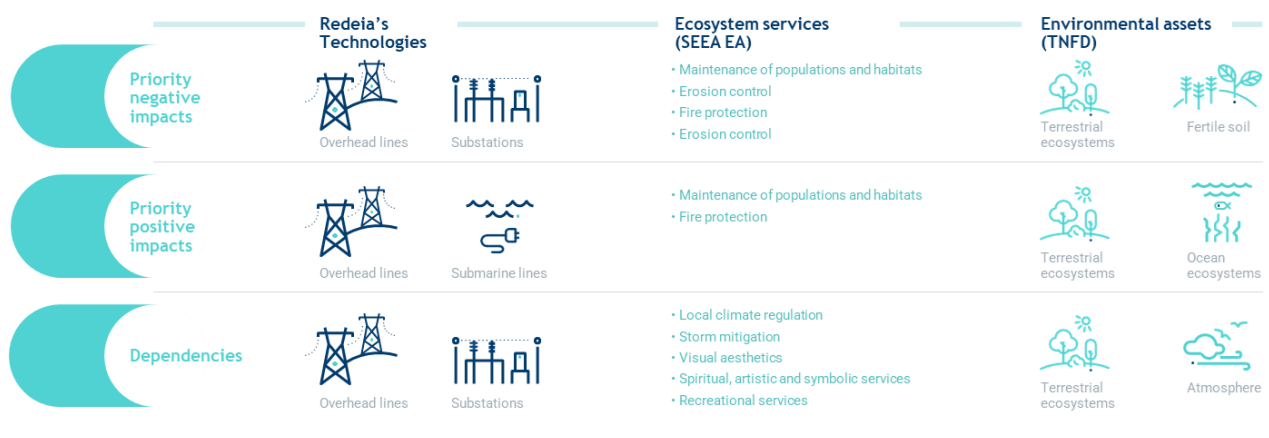 Redeia's
Technologies
Ecosystem services
(SEEA EA)
Environmental assets
(TNFD)
Priority
negative
impacts
Overhead lines
Substations
• Maintenance of populations and habitats
• Erosion control
• Fire protection
• Erosion control
Terrestrial
ecosystems
Fertile soil
Priority
positive
impacts
Overhead lines
Submarine lines
• Maintenance of populations and habitats
• Fire protection
Terrestrial
ecosystems
Ocean
ecosystems
Dependencies
Overhead lines
Substations
• Local climate regulation
• Storm mitigation
• Visual aesthetics
• Spiritual, artistic and symbolic services
• Recreational services
Terrestrial
ecosystems
Atmosphere